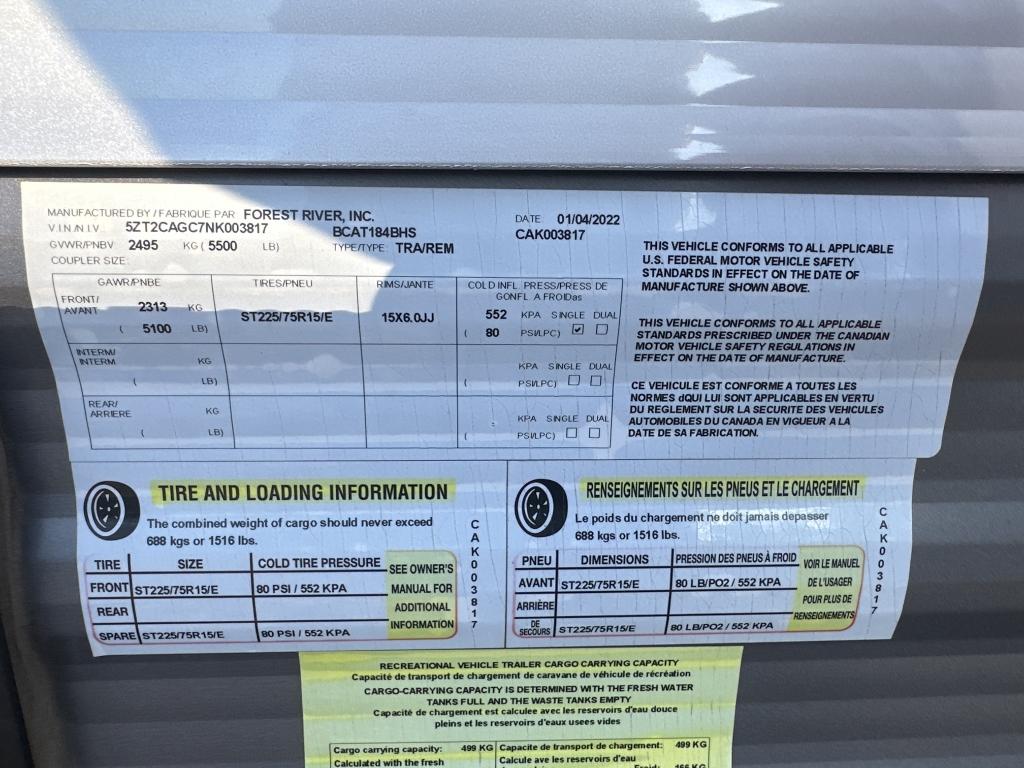 MANUFACTURED BY / FABRIQUE PAR FOREST RIVER, INC. DATE 01/04/2022
V.I.N/N.I.V. 5ZT2CAGC7NK003817 BCAT184BHS CAK003817
GVWR/PNBV 2495 KG ( 5500 LB) TYPE/TYPE: TRA/REM
COUPLER SIZE:
GAWR/PNBE TIRES/PNEU RIMS/JANTE COLD INFL. PRESS/PRESS DE
GONFL. A FROIDas
FRONT/
AVANT 2313 KG ST225/75R15/E 15X6.0JJ 552 KPA SINGLE DUAL
( 5100 LB) ( 80 PSI/LPC) ☑ ☐
INTERM/
INTERM. KG KPA SINGLE DUAL
( LB) ( PSI/LPC) ☐ ☐
REAR/
ARRIERE KG KPA SINGLE DUAL
( LB) ( PSI/LPC) ☐ ☐
THIS VEHICLE CONFORMS TO ALL APPLICABLE
U.S. FEDERAL MOTOR VEHICLE SAFETY
STANDARDS IN EFFECT ON THE DATE OF
MANUFACTURE SHOWN ABOVE.
THIS VEHICLE CONFORMS TO ALL APPLICABLE
STANDARDS PRESCRIBED UNDER THE CANADIAN
MOTOR VEHICLE SAFETY REGULATIONS IN
EFFECT ON THE DATE OF MANUFACTURE.
CE VEHICULE EST CONFORME A TOUTES LES
NORMES dQUI LUI SONT APPLICABLES EN VERTU
DU REGLEMENT SUR LA SECURITE DES VEHICULES
AUTOMOBILES DU CANADA EN VIGUEUR A LA
DATE DE SA FABRICATION.
TIRE AND LOADING INFORMATION
The combined weight of cargo should never exceed
688 kgs or 1516 lbs.
TIRE SIZE COLD TIRE PRESSURE
FRONT ST225/75R15/E 80 PSI / 552 KPA
REAR
SPARE ST225/75R15/E 80 PSI / 552 KPA
SEE OWNER'S
MANUAL FOR
ADDITIONAL
INFORMATION
CAK003817
RENSEIGNEMENTS SUR LES PNEUS ET LE CHARGEMENT
Le poids du chargement ne doit jamais depasser
688 kgs or 1516 lbs.
PNEU DIMENSIONS PRESSION DES PNEUS À FROID
AVANT ST225/75R15/E 80 LB/PO2 / 552 KPA
ARRIÈRE
DE
SECOURS ST225/75R15/E 80 LB/PO2 / 552 KPA
VOIR LE MANUEL
DE L'USAGER
POUR PLUS DE
RENSEIGNEMENTS
CAK003817
RECREATIONAL VEHICLE TRAILER CARGO CARRYING CAPACITY
Capacité de transport de chargement de caravane de véhicule de récréation
CARGO-CARRYING CAPACITY IS DETERMINED WITH THE FRESH WATER
TANKS FULL AND THE WASTE TANKS EMPTY
Capacité de chargement est calculee avec les reservoirs d'eau douce
pleins et les reservoirs d'eaux usees vides
Cargo carrying capacity: 499 KG Capacite de transport de chargement: 499 KG
Calculated with the fresh Calcule ave les reservoirs d'eau